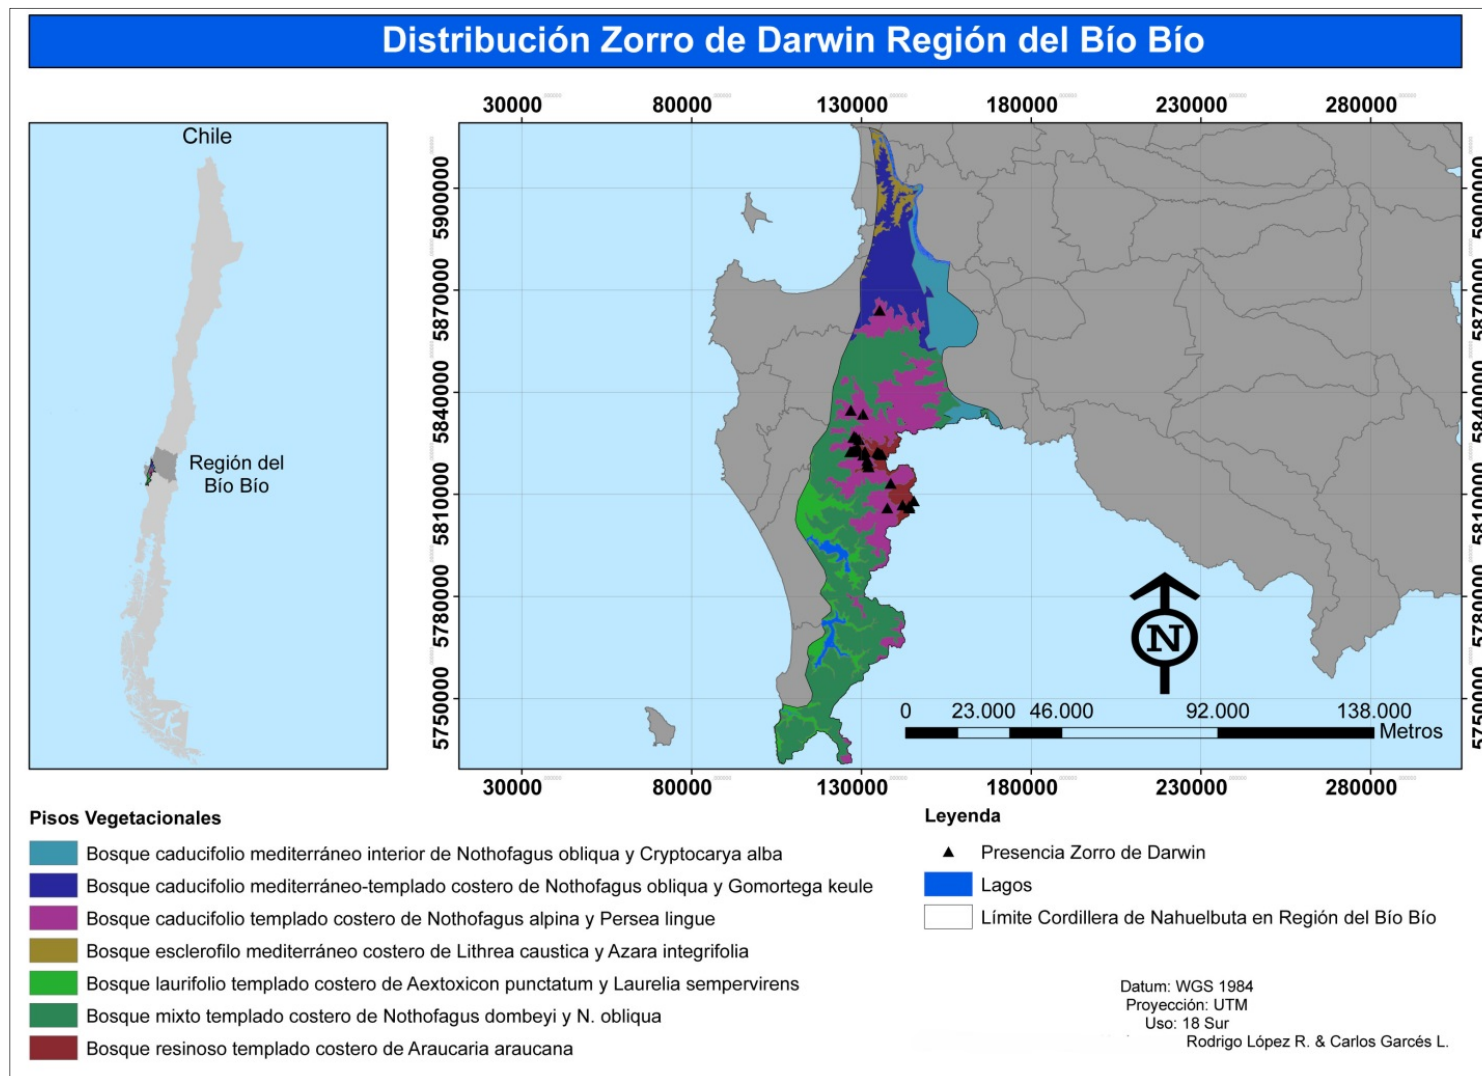 Distribución Zorro de Darwin Región del Bío Bío
30000 80000 130000 180000 230000 280000
Chile
Región del
Bío Bío
5900000 5900000
5870000 5870000
5840000 5840000
5810000 5810000
5780000 5780000
5750000 5750000
N
0 23.000 46.000 92.000 138.000
Metros
30000 80000 130000 180000 230000 280000
Pisos Vegetacionales
Bosque caducifolio mediterráneo interior de Nothofagus obliqua y Cryptocarya alba
Bosque caducifolio mediterráneo-templado costero de Nothofagus obliqua y Gomortega keule
Bosque caducifolio templado costero de Nothofagus alpina y Persea lingue
Bosque esclerofilo mediterráneo costero de Lithrea caustica y Azara integrifolia
Bosque laurifolio templado costero de Aextoxicon punctatum y Laurelia sempervirens
Bosque mixto templado costero de Nothofagus dombeyi y N. obliqua
Bosque resinoso templado costero de Araucaria araucana
Leyenda
Presencia Zorro de Darwin
Lagos
Límite Cordillera de Nahuelbuta en Región del Bío Bío
Datum: WGS 1984
Proyección: UTM
Uso: 18 Sur
Rodrigo López R. & Carlos Garcés L.